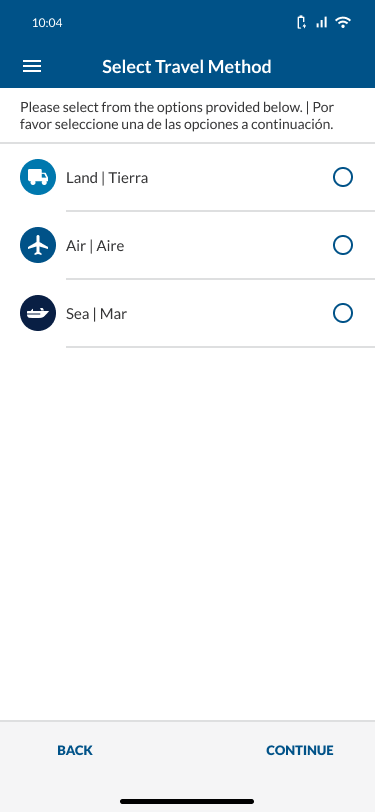 10:04
Select Travel Method
Please select from the options provided below. | Por
favor seleccione una de las opciones a continuación.
Land | Tierra
Air | Aire
Sea | Mar
BACK
CONTINUE